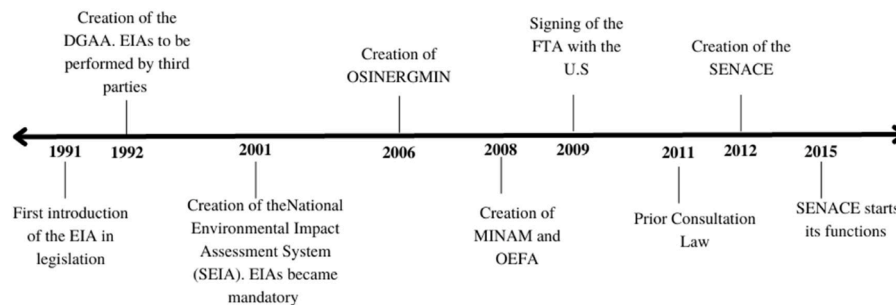 Creation of the
DGAA. EIAs to be
performed by third
parties
Creation of
OSINERGMIN
Signing of the
FTA with the
U.S
Creation of the
SENACE
1991
1992
2001
2006
2008
2009
2011
2012
2015
First introduction
of the EIA in
legislation
Creation of theNational
Environmental Impact
Assessment System
(SEIA). EIAs became
mandatory
Creation of
MINAM and
OEFA
Prior Consultation
Law
SENACE starts
its functions